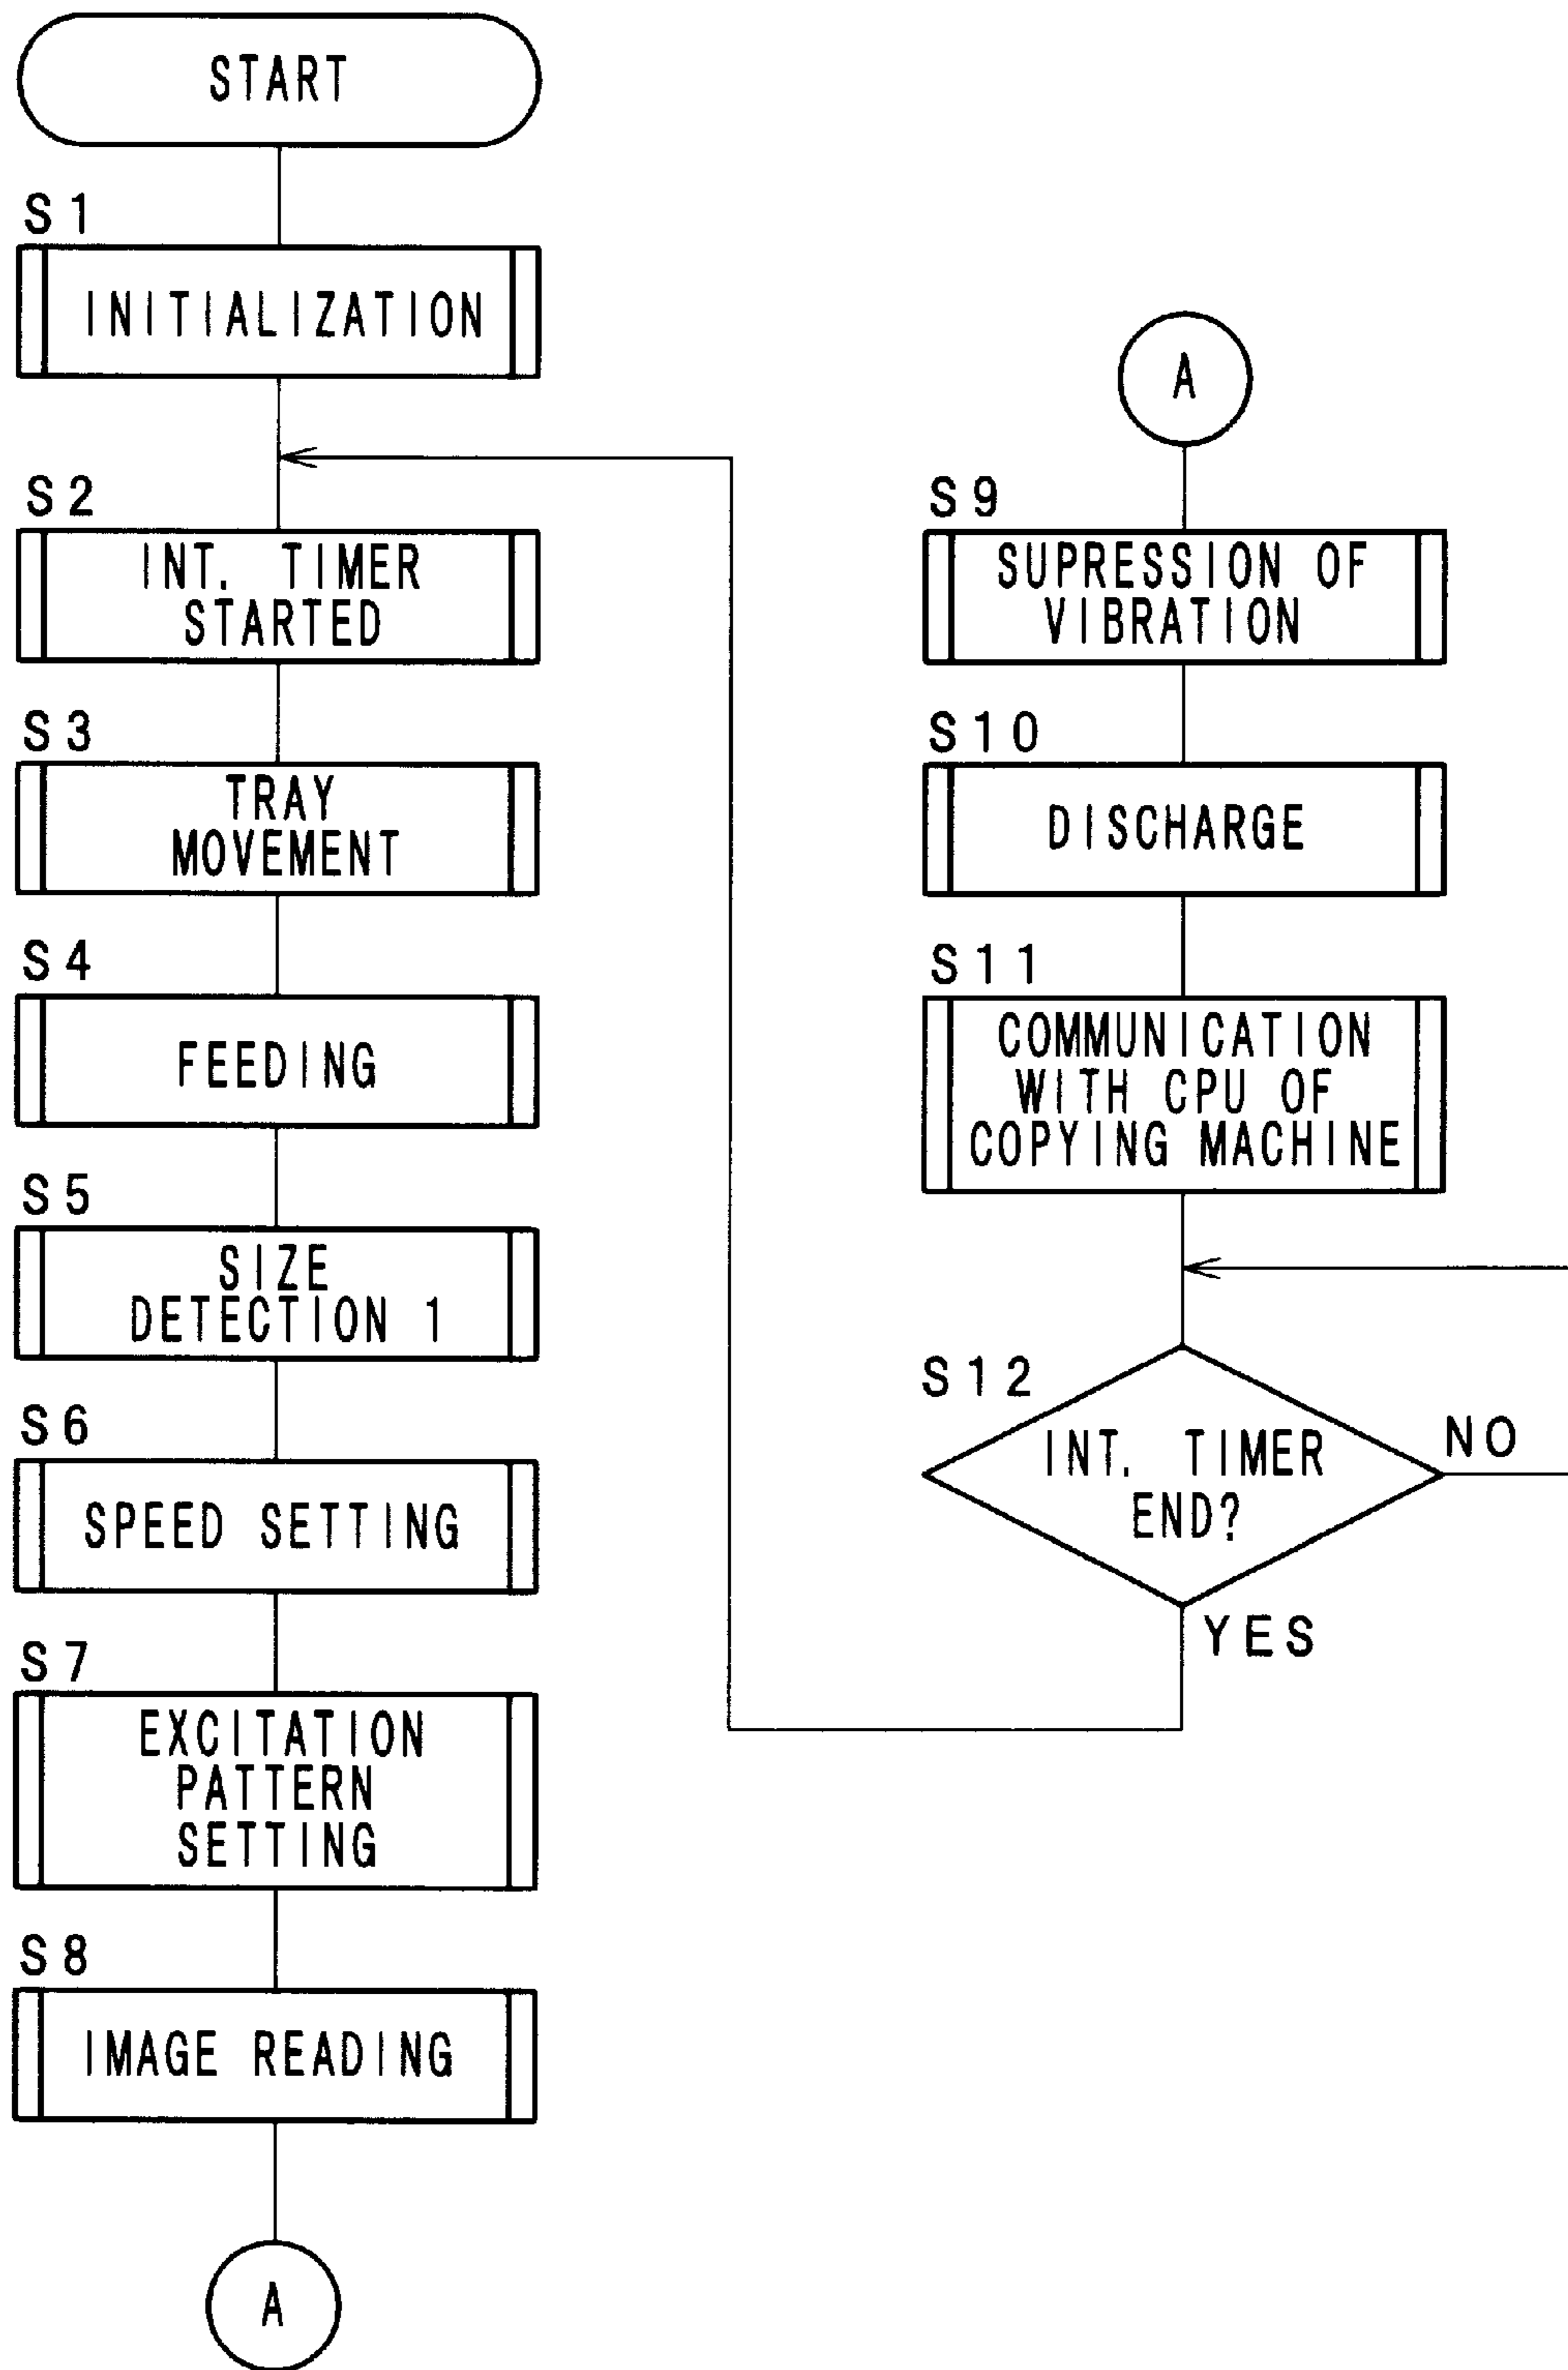 START
S1
INITIALIZATION
S2
INT. TIMER
STARTED
S3
TRAY
MOVEMENT
S4
FEEDING
S5
SIZE
DETECTION 1
S6
SPEED SETTING
S7
EXCITATION
PATTERN
SETTING
S8
IMAGE READING
A
A
S9
SUPRESSION OF
VIBRATION
S10
DISCHARGE
S11
COMMUNICATION
WITH CPU OF
COPYING MACHINE
S12
INT. TIMER
END?
NO
YES